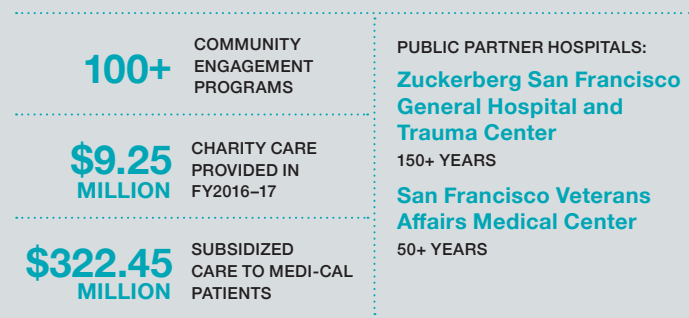 100+
COMMUNITY
ENGAGEMENT
PROGRAMS
$9.25
MILLION
CHARITY CARE
PROVIDED IN
FY2016–17
$322.45
MILLION
SUBSIDIZED
CARE TO MEDI-CAL
PATIENTS
PUBLIC PARTNER HOSPITALS:
Zuckerberg San Francisco
General Hospital and
Trauma Center
150+ YEARS
San Francisco Veterans
Affairs Medical Center
50+ YEARS